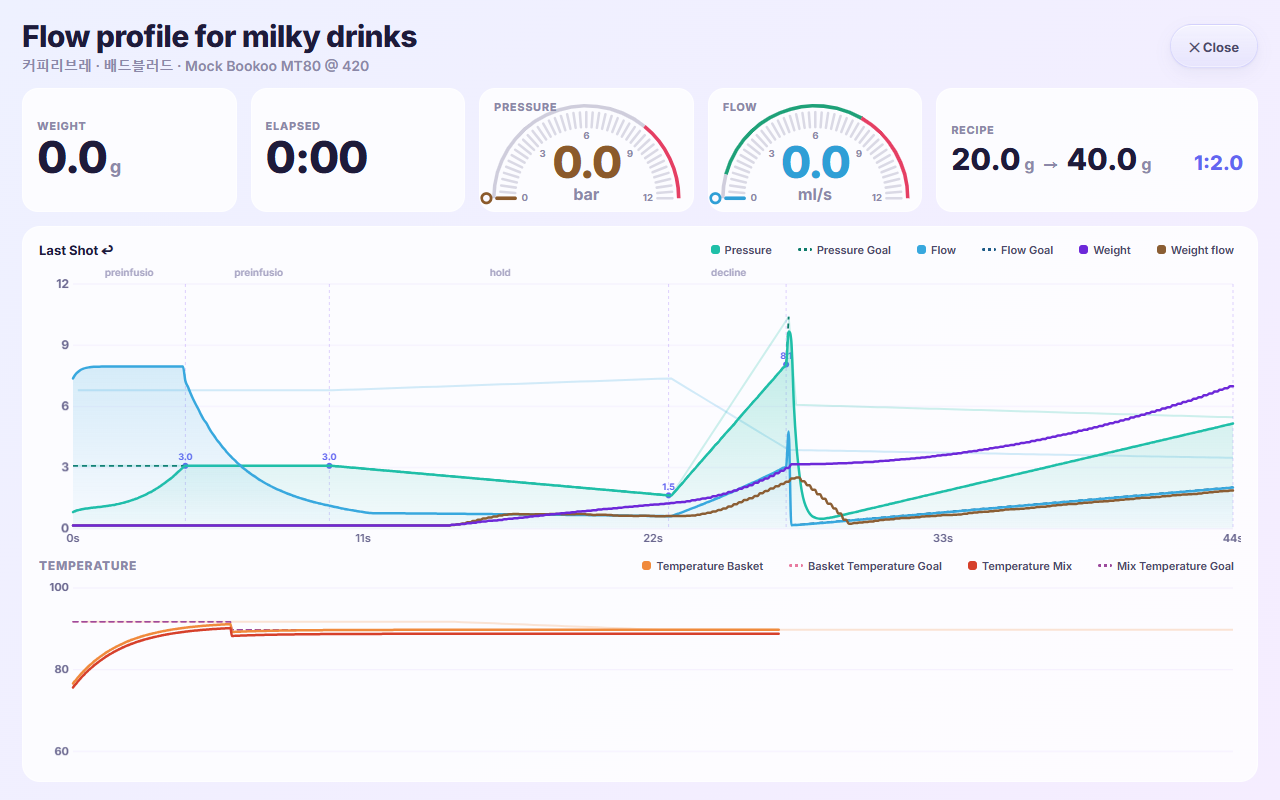 Flow profile for milky drinks
커피리브레 · 배드블러드 · Mock Bookoo MT80 @ 420
× Close
WEIGHT
0.0 g
ELAPSED
0:00
PRESSURE
0 3 6 9 12
0.0
bar
FLOW
0 3 6 9 12
0.0
ml/s
RECIPE
20.0 g → 40.0 g 1:2.0
Last Shot ↩
Pressure Pressure Goal Flow Flow Goal Weight Weight flow
preinfusio preinfusio hold decline
12
9
8.1
6
3.0 3.0
3
1.5
0
0s 11s 22s 33s 44s
TEMPERATURE
Temperature Basket Basket Temperature Goal Temperature Mix Mix Temperature Goal
100
80
60